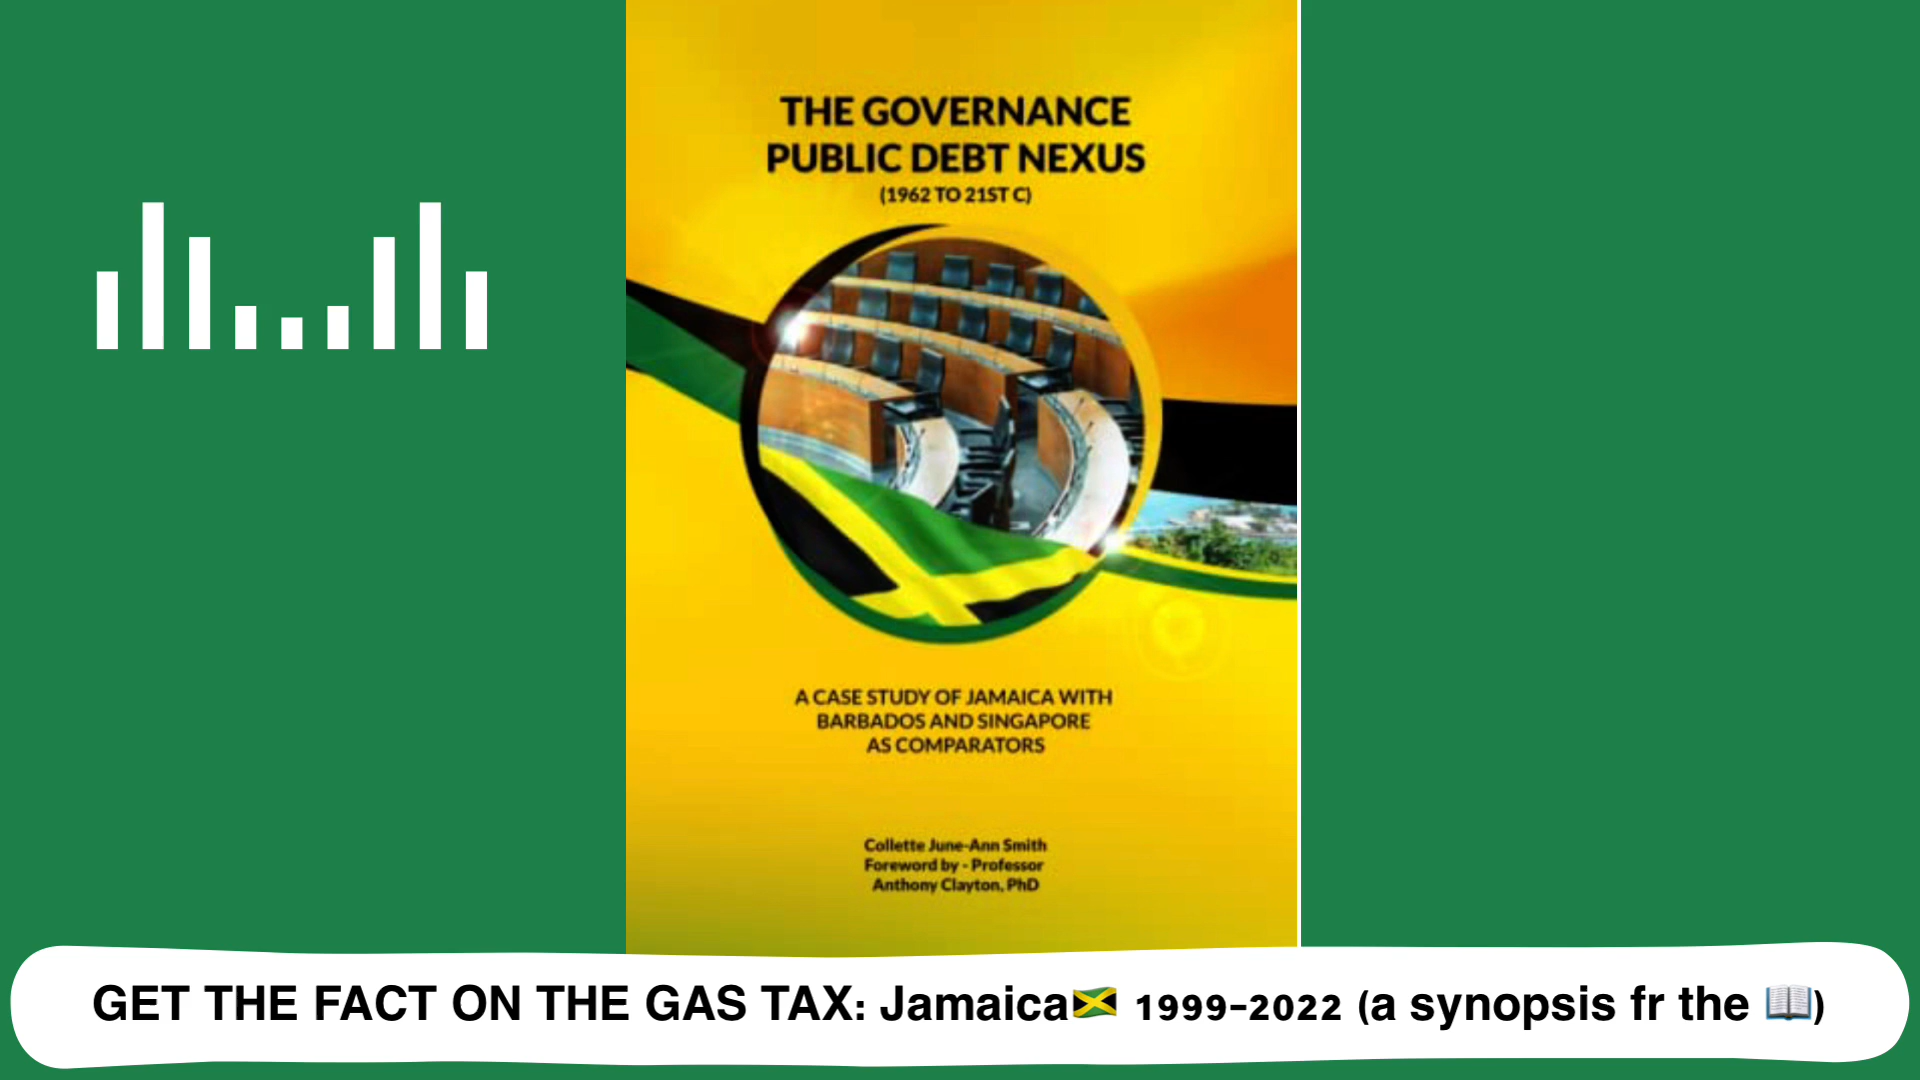 THE GOVERNANCE
PUBLIC DEBT NEXUS
(1962 TO 21ST C)
A CASE STUDY OF JAMAICA WITH
BARBADOS AND SINGAPORE
AS COMPARATORS
Collette June-Ann Smith
Foreword by - Professor
Anthony Clayton, PhD
GET THE FACT ON THE GAS TAX: Jamaica🇯🇲 1999-2022 (a synopsis fr the 📖)